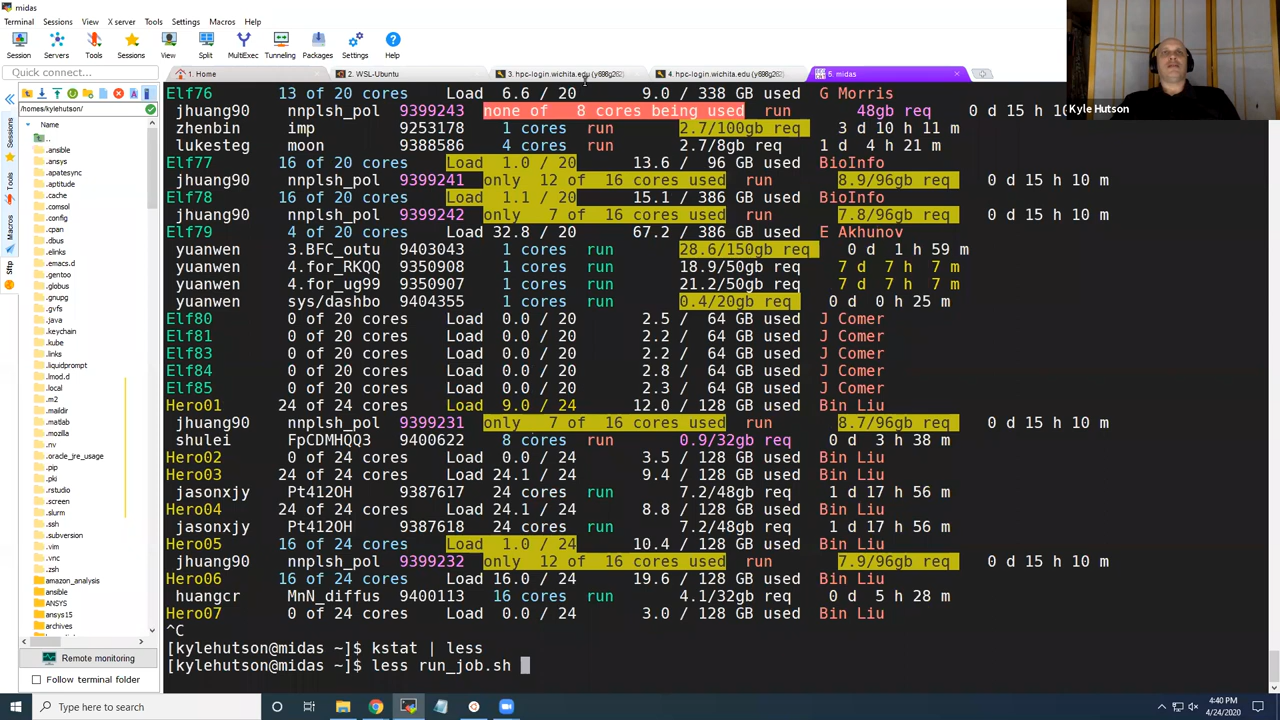 midas
Terminal Sessions View X server Tools Settings Macros Help
Session Servers Tools Sessions View Split MultiExec Tunneling Packages Settings Help
Quick connect...
1. Home
2. WSL-Ubuntu
3. hpc-login.wichita.edu (y698g262)
4. hpc-login.wichita.edu (y698g262)
5. midas
Kyle Hutson
/homes/kylehutson/
Name
..
.ansible
.ansys
.apatesync
.aptitude
.cache
.comsol
.config
.cpan
.dbus
.elinks
.emacs.d
.gentoo
.globus
.gnupg
.gvfs
.java
.keychain
.kube
.links
.liquidprompt
.lmod.d
.local
.m2
.maildir
.matlab
.mozilla
.nv
.oracle_jre_usage
.pip
.pki
.rstudio
.screen
.slurm
.ssh
.subversion
.vim
.vnc
.zsh
amazon_analysis
ansible
ANSYS
ansys15
archives
Sessions
Tools
Macros
Sftp
Remote monitoring
Follow terminal folder
Elf76 13 of 20 cores Load 6.6 / 20 9.0 / 338 GB used G Morris
jhuang90 nnplsh_pol 9399243 none of 8 cores being used run 48gb req 0 d 15 h 10
zhenbin imp 9253178 1 cores run 2.7/100gb req 3 d 10 h 11 m
lukesteg moon 9388586 4 cores run 2.7/8gb req 1 d 4 h 21 m
Elf77 16 of 20 cores Load 1.0 / 20 13.6 / 96 GB used BioInfo
jhuang90 nnplsh_pol 9399241 only 12 of 16 cores used run 8.9/96gb req 0 d 15 h 10 m
Elf78 16 of 20 cores Load 1.1 / 20 15.1 / 386 GB used BioInfo
jhuang90 nnplsh_pol 9399242 only 7 of 16 cores used run 7.8/96gb req 0 d 15 h 10 m
Elf79 4 of 20 cores Load 32.8 / 20 67.2 / 386 GB used E Akhunov
yuanwen 3.BFC_outu 9403043 1 cores run 28.6/150gb req 0 d 1 h 59 m
yuanwen 4.for_RKQQ 9350908 1 cores run 18.9/50gb req 7 d 7 h 7 m
yuanwen 4.for_ug99 9350907 1 cores run 21.2/50gb req 7 d 7 h 7 m
yuanwen sys/dashbo 9404355 1 cores run 0.4/20gb req 0 d 0 h 25 m
Elf80 0 of 20 cores Load 0.0 / 20 2.5 / 64 GB used J Comer
Elf81 0 of 20 cores Load 0.0 / 20 2.2 / 64 GB used J Comer
Elf83 0 of 20 cores Load 0.0 / 20 2.2 / 64 GB used J Comer
Elf84 0 of 20 cores Load 0.0 / 20 2.8 / 64 GB used J Comer
Elf85 0 of 20 cores Load 0.0 / 20 2.3 / 64 GB used J Comer
Hero01 24 of 24 cores Load 9.0 / 24 12.0 / 128 GB used Bin Liu
jhuang90 nnplsh_pol 9399231 only 7 of 16 cores used run 8.7/96gb req 0 d 15 h 10 m
shulei FpCDMHQQ3 9400622 8 cores run 0.9/32gb req 0 d 3 h 38 m
Hero02 0 of 24 cores Load 0.0 / 24 3.5 / 128 GB used Bin Liu
Hero03 24 of 24 cores Load 24.1 / 24 9.4 / 128 GB used Bin Liu
jasonxjy Pt412OH 9387617 24 cores run 7.2/48gb req 1 d 17 h 56 m
Hero04 24 of 24 cores Load 24.1 / 24 8.8 / 128 GB used Bin Liu
jasonxjy Pt412OH 9387618 24 cores run 7.2/48gb req 1 d 17 h 56 m
Hero05 16 of 24 cores Load 1.0 / 24 10.4 / 128 GB used Bin Liu
jhuang90 nnplsh_pol 9399232 only 12 of 16 cores used run 7.9/96gb req 0 d 15 h 10 m
Hero06 16 of 24 cores Load 16.0 / 24 19.6 / 128 GB used Bin Liu
huangcr MnN_diffus 9400113 16 cores run 4.1/32gb req 0 d 5 h 28 m
Hero07 0 of 24 cores Load 0.0 / 24 3.0 / 128 GB used Bin Liu
^C
[kylehutson@midas ~]$ kstat | less
[kylehutson@midas ~]$ less run_job.sh
Type here to search
4:40 PM
4/24/2020